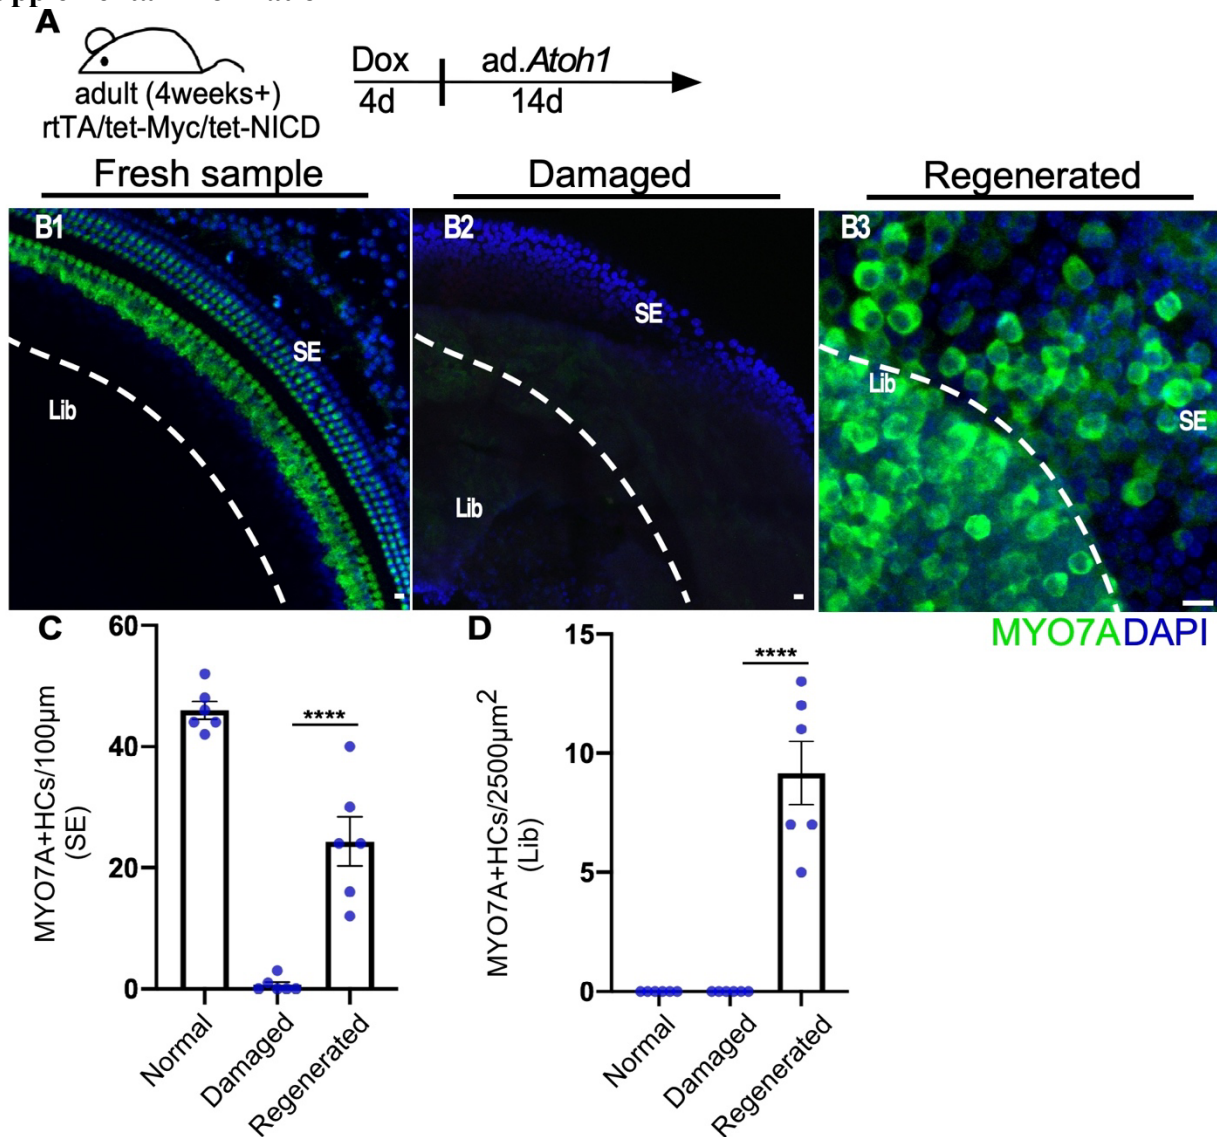 A
Dox
ad.Atoh1
4d
14d
adult (4weeks+)
rtTA/tet-Myc/tet-NICD
Fresh sample
Damaged
Regenerated
B1
SE
Lib
B2
SE
Lib
B3
Lib
SE
MYO7A DAPI
C
MYO7A+HCs/100µm
(SE)
60
40
20
0
****
Normal
Damaged
Regenerated
D
MYO7A+HCs/2500µm²
(Lib)
15
10
5
0
****
Normal
Damaged
Regenerated